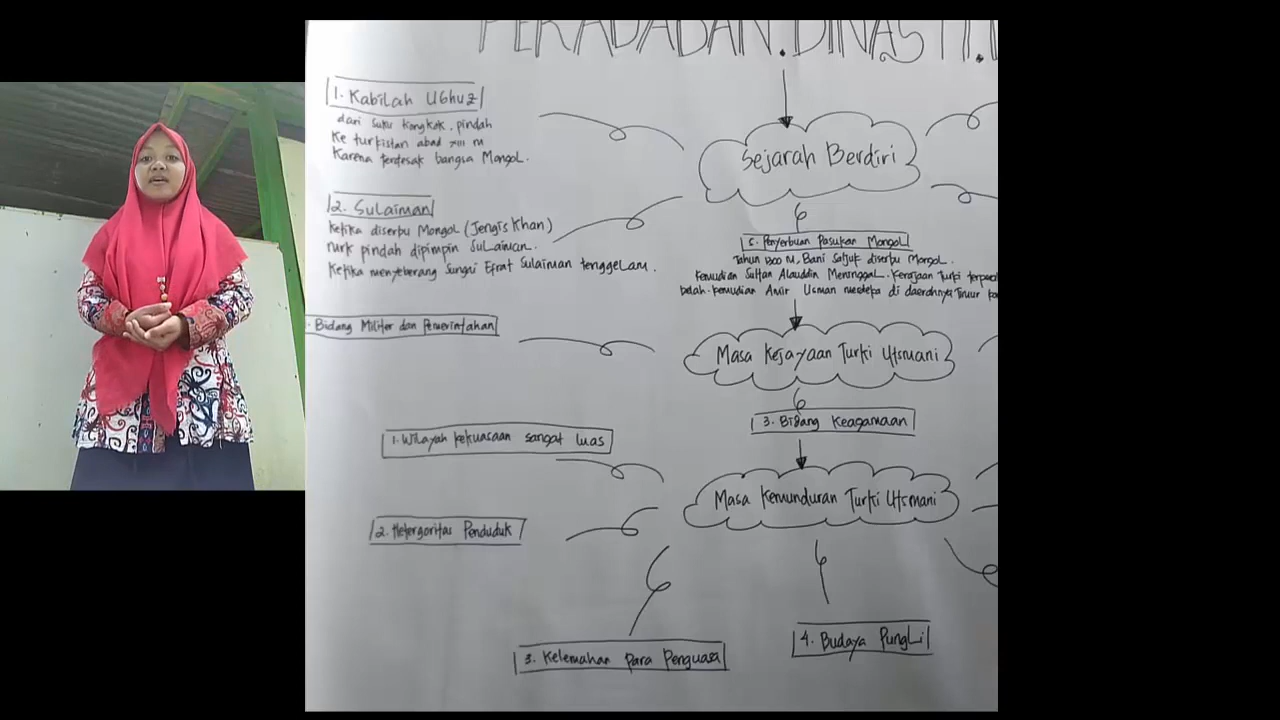 PERADABAN.DINASTI.
1. Kabilah Ughuz
dari suku kongkok, pindah
Ke turkistan abad XIII M
Karena terdesak bangsa Mongol.
2. Sulaiman
Ketika diserbu Mongol (Jengis Khan)
pindah dipimpin Sulaiman.
Ketika menyeberang Sungai Efrat Sulaiman tenggelam.
Sejarah Berdiri
Penyerbuan Pasukan Mongol
Tahun 1300 M, Bani Saljuk diserbu Mongol.
Kemudian Sultan Alauddin Meninggal. Kerajaan Turki
belah. Kemudian Amir Usman merdeka di daerahnya Timur
Bidang Militer dan Pemerintahan
Masa Kejayaan Turki Utsmani
3. Bidang Keagamaan
1. Wilayah kekuasaan sangat luas
Masa Kemunduran Turki Utsmani
2. Hetergoritas Penduduk
3. Kelemahan Para Penguasa
4. Budaya Pungli